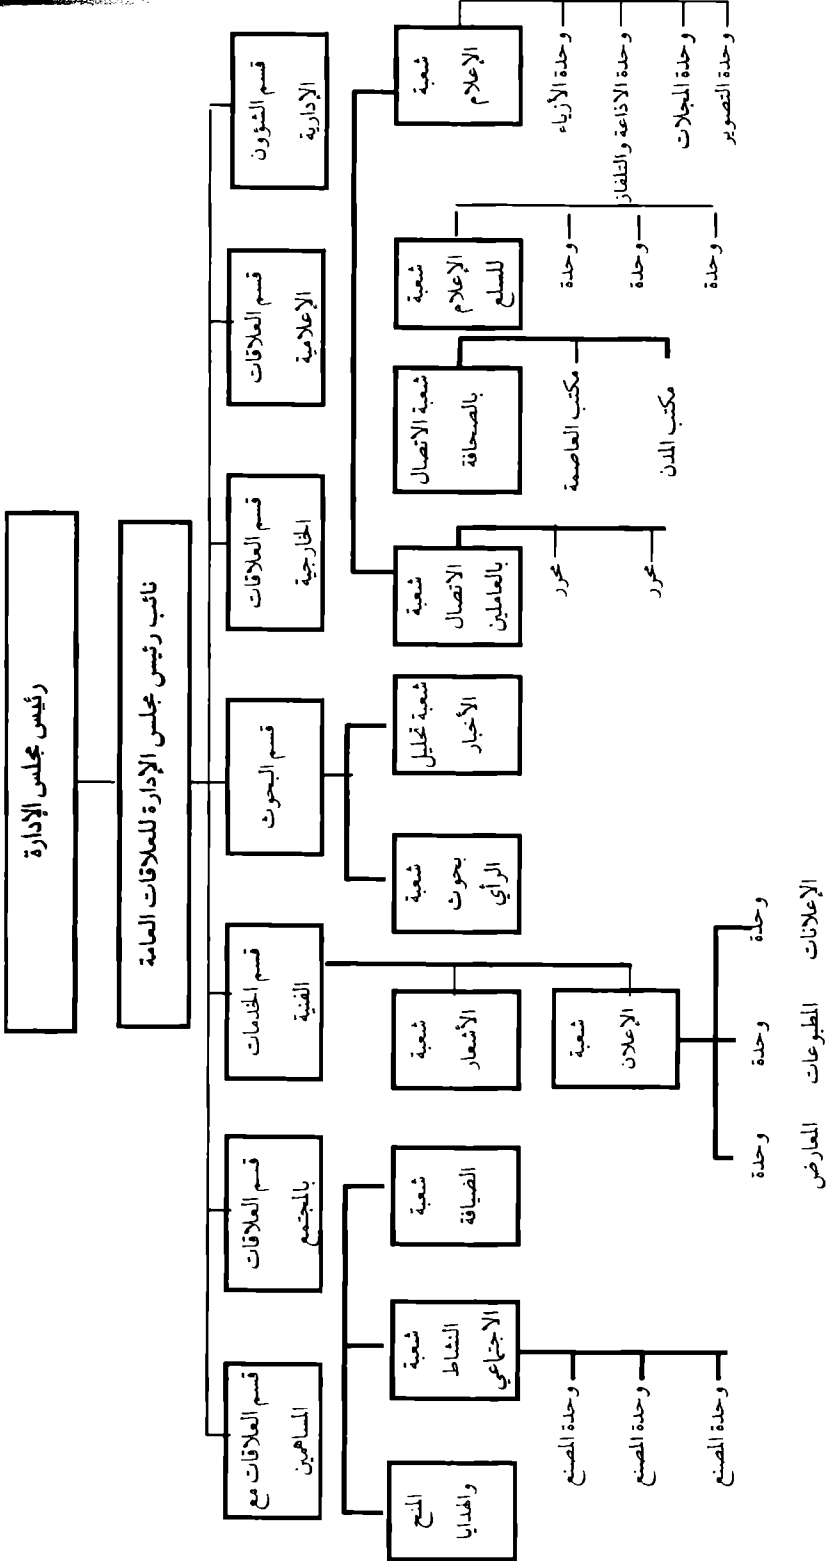 رئيس مجلس الإدارة
نائب رئيس مجلس الإدارة للعلاقات العامة
قسم الشؤون
الإدارية
قسم العلاقات
الإعلامية
قسم العلاقات
الخارجية
قسم البحوث
قسم الخدمات
الفنية
قسم العلاقات
بالمجتمع
قسم العلاقات مع
المساهمين
شعبة
الإعلام
شعبة
الإعلام
للسلع
شعبة الاتصال
بالصحافة
شعبة
الاتصال
بالعاملين
شعبة تحليل
الأخبار
شعبة
بحوث
الرأي
شعبة
الأشعار
شعبة
الضيافة
شعبة
النشاط
الاجتماعي
المنح
والهدايا
شعبة
الإعلان
وحدة الأزياء
وحدة الاذاعة والتلفاز
وحدة المجلات
وحدة التصوير
وحدة
وحدة
وحدة
مكتب العاصمة
مكتب المدن
محرر
محرر
وحدة
الإعلانات
وحدة
المطبوعات
وحدة
المعارض
وحدة المصنع
وحدة المصنع
وحدة المصنع